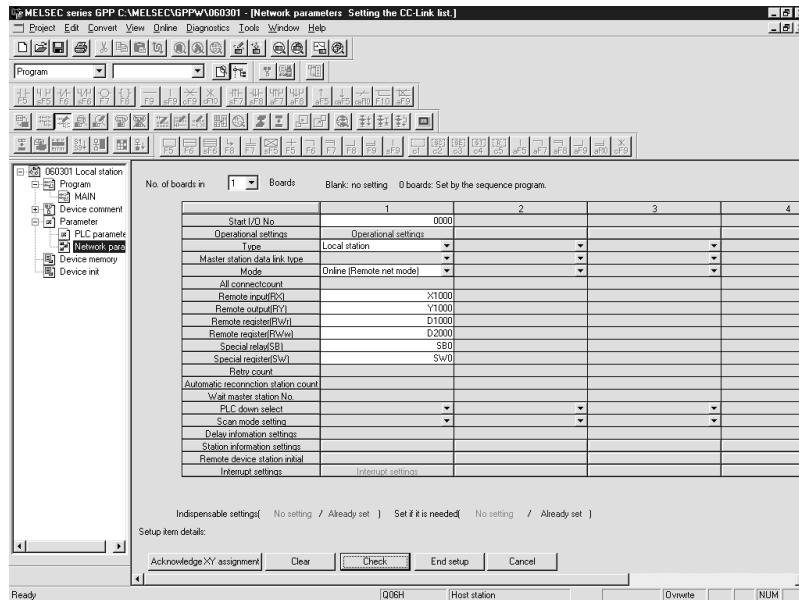 MELSEC series GPP C:\MELSEC\GPPW\060301 - [Network parameters  Setting the CC-Link list.]
Project Edit Convert View Online Diagnostics Tools Window Help
Program
060301 Local station
Program
MAIN
Device comment
Parameter
PLC paramete
Network para
Device memory
Device init
No. of boards in 1 Boards Blank: no setting 0 boards: Set by the sequence program.
1 2 3 4
Start I/O No 0000
Operational settings Operational settings
Type Local station
Master station data link type
Mode Online (Remote net mode)
All connectcount
Remote input(RX) X1000
Remote output(RY) Y1000
Remote register(RWr) D1000
Remote register(RWw) D2000
Special relay(SB) SB0
Special register(SW) SW0
Retry count
Automatic reconnction station count
Wait master station No.
PLC down select
Scan mode setting
Delay infomation settings
Station information settings
Remote device station initial
Interrupt settings Interrupt settings
Indispensable settings( No setting / Already set ) Set if it is needed( No setting / Already set )
Setup item details:
Acknowledge XY assignment Clear Check End setup Cancel
Ready Q06H Host station Ovrwrte NUM